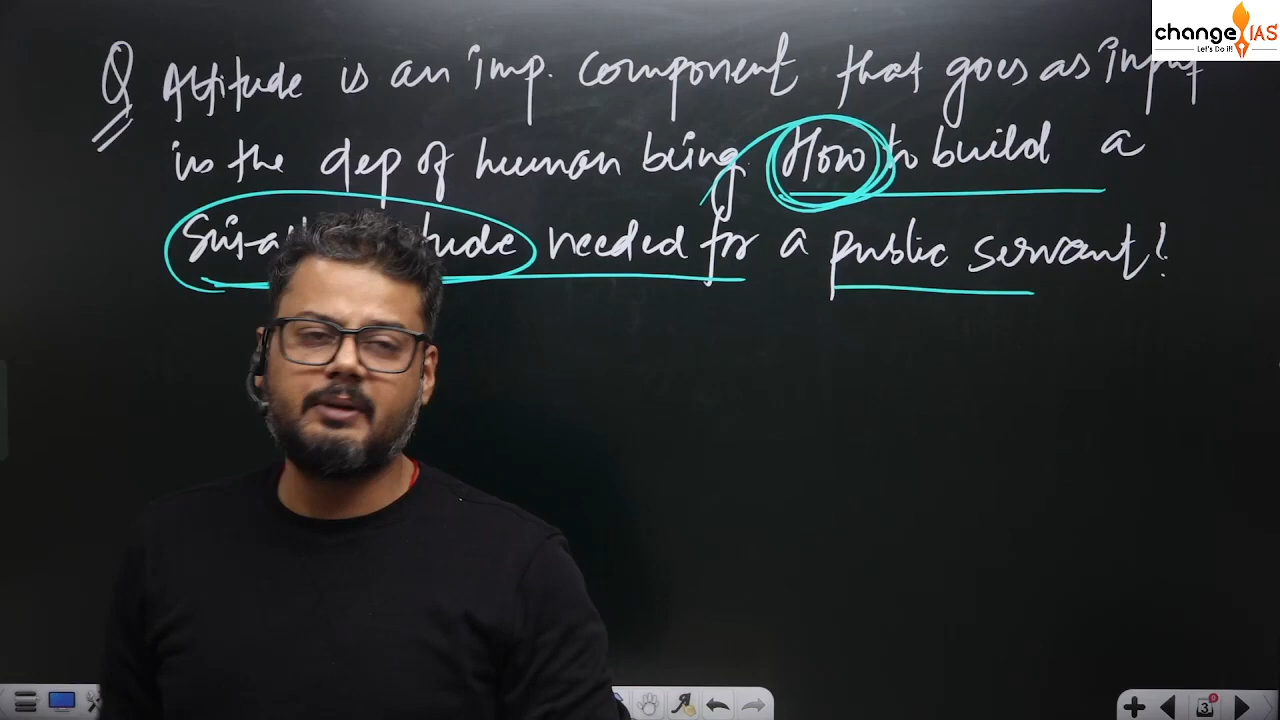 change IAS
Let's Do it!
Q Attitude is an imp. component that goes as input
in the dep of human being. How to build a
needed for a public servant?
3